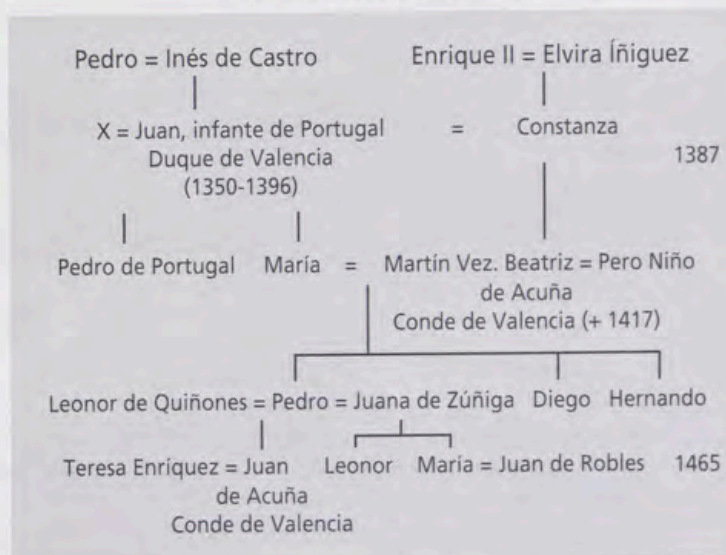 Pedro = Inés de Castro Enrique II = Elvira Íñiguez
X = Juan, infante de Portugal = Constanza
Duque de Valencia 1387
(1350-1396)
Pedro de Portugal María = Martín Vez. Beatriz = Pero Niño
de Acuña
Conde de Valencia (+ 1417)
Leonor de Quiñones = Pedro = Juana de Zúñiga Diego Hernando
Teresa Enríquez = Juan Leonor María = Juan de Robles 1465
de Acuña
Conde de Valencia